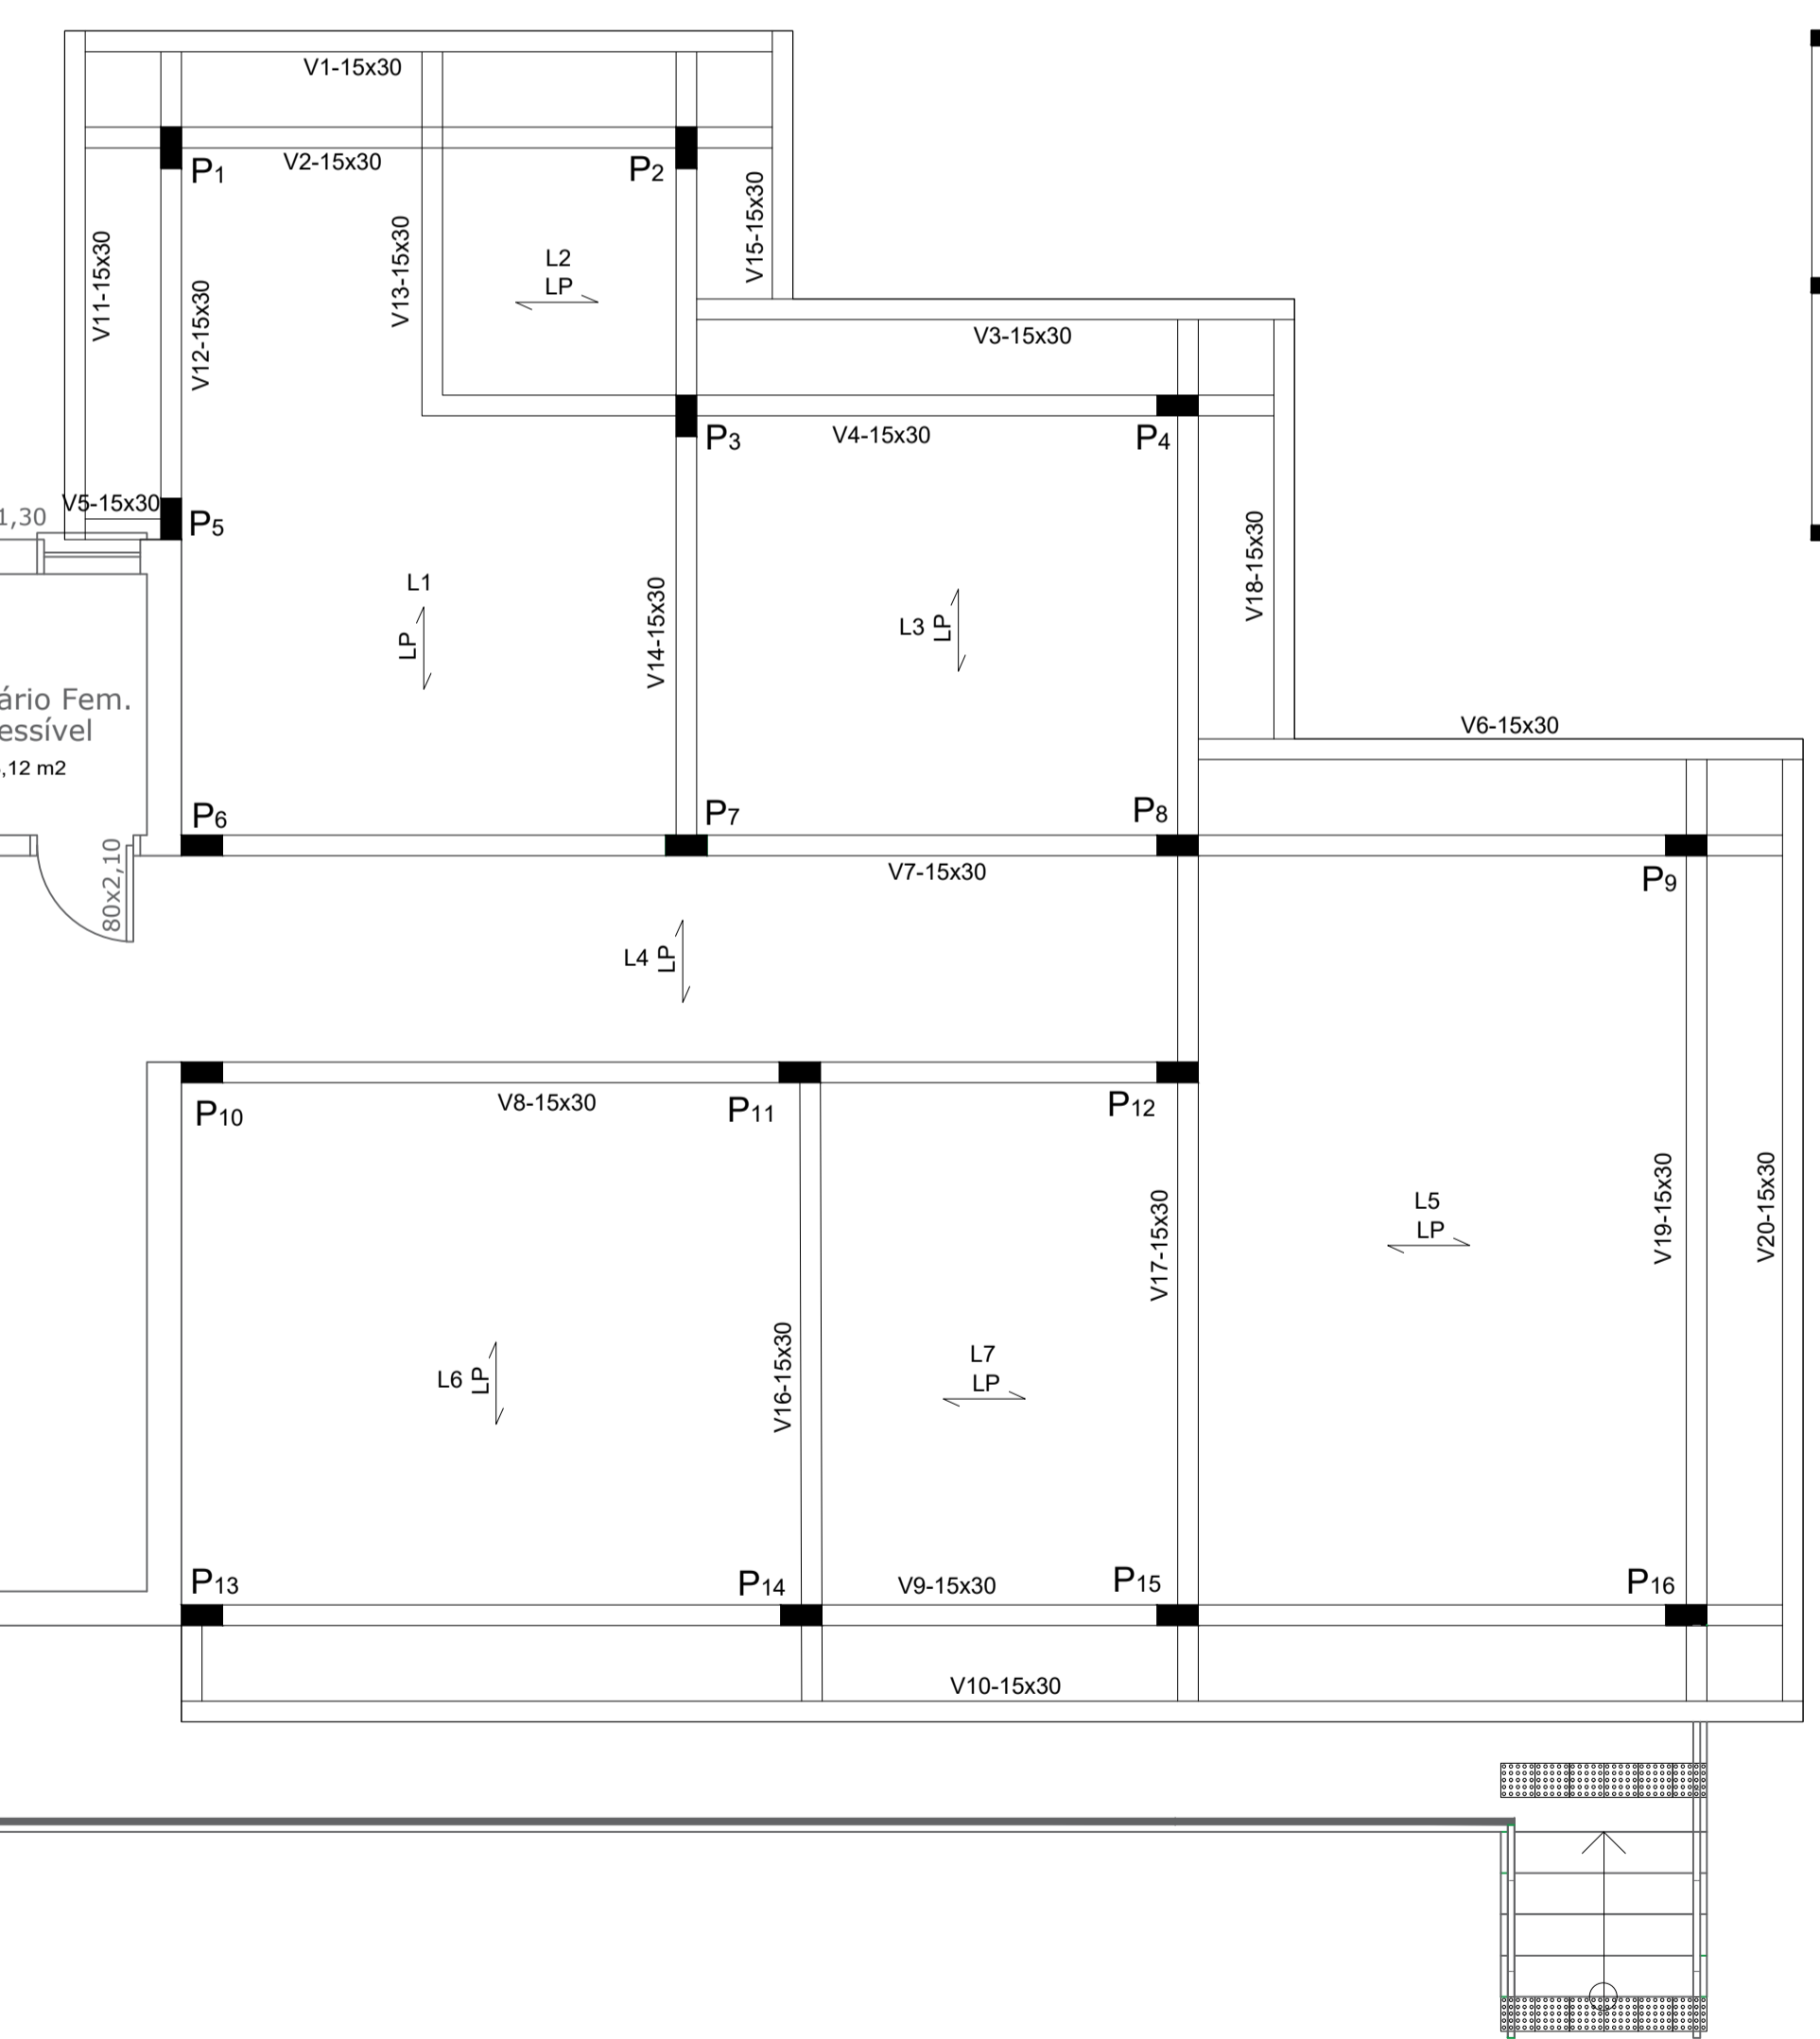 V1-15x30
P1
V2-15x30
P2
V11-15x30
V12-15x30
V13-15x30
L2
LP
V15-15x30
V3-15x30
P3
V4-15x30
P4
V5-15x30
1,30
P5
L1
LP
V14-15x30
L3
LP
V18-15x30
ário Fem.
essível
,12 m2
V6-15x30
P6
P7
P8
V7-15x30
80x2,10
P9
L4
LP
P10
V8-15x30
P11
P12
V17-15x30
L5
LP
V19-15x30
V20-15x30
L6
LP
V16-15x30
L7
LP
P13
P14
V9-15x30
P15
P16
V10-15x30